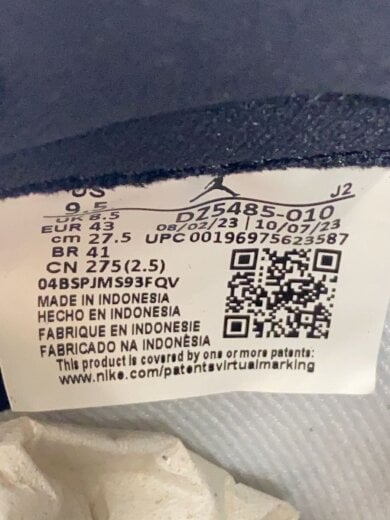 US
9.5
UK 8.5
EUR 43
cm 27.5
BR 41
CN 275(2.5)
04BSPJMS93FQV
J2
DZ5485-010
08/02/23 | 10/07/23
UPC 00196975623587
MADE IN INDONESIA
HECHO EN INDONESIA
FABRIQUE EN INDONESIE
FABRICADO NA INDONÉSIA
This product is covered by one or more patents:
www.nike.com/patentsvirtualmarking